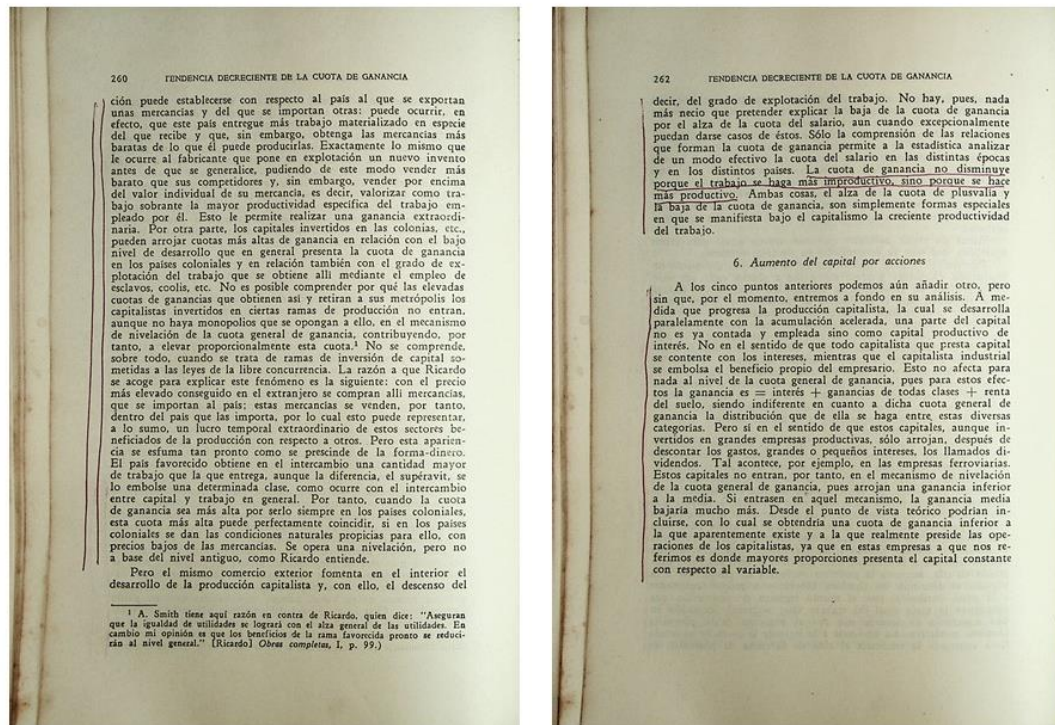 260 TENDENCIA DECRECIENTE DE LA CUOTA DE GANANCIA
ción puede establecerse con respecto al país al que se exportan
unas mercancías y del que se importan otras: puede ocurrir, en
efecto, que este país entregue más trabajo materializado en especie
del que recibe y que, sin embargo, obtenga las mercancías más
baratas de lo que él puede producirlas. Exactamente lo mismo que
le ocurre al fabricante que pone en explotación un nuevo invento
antes de que se generalice, pudiendo de este modo vender más
barato que sus competidores y, sin embargo, vender por encima
del valor individual de su mercancía, es decir, valorizar como tra-
bajo sobrante la mayor productividad específica del trabajo em-
pleado por él. Esto le permite realizar una ganancia extraordi-
naria. Por otra parte, los capitales invertidos en las colonias, etc.,
pueden arrojar cuotas más altas de ganancia en relación con el bajo
nivel de desarrollo que en general presenta la cuota de ganancia
en los países coloniales y en relación también con el grado de ex-
plotación del trabajo que se obtiene allí mediante el empleo de
esclavos, coolis, etc. No es posible comprender por qué las elevadas
cuotas de ganancias que obtienen así y retiran a sus metrópolis los
capitalistas invertidos en ciertas ramas de producción no entran,
aunque no haya monopolios que se opongan a ello, en el mecanismo
de nivelación de la cuota general de ganancia, contribuyendo, por
tanto, a elevar proporcionalmente esta cuota.¹ No se comprende,
sobre todo, cuando se trata de ramas de inversión de capital so-
metidas a las leyes de la libre concurrencia. La razón a que Ricardo
se acoge para explicar este fenómeno es la siguiente: con el precio
más elevado conseguido en el extranjero se compran allí mercancías,
que se importan al país; estas mercancías se venden, por tanto,
dentro del país que las importa, por lo cual esto puede representar,
a lo sumo, un lucro temporal extraordinario de estos sectores be-
neficiados de la producción con respecto a otros. Pero esta aparien-
cia se esfuma tan pronto como se prescinde de la forma-dinero.
El país favorecido obtiene en el intercambio una cantidad mayor
de trabajo que la que entrega, aunque la diferencia, el supéravit, se
lo embolse una determinada clase, como ocurre con el intercambio
entre capital y trabajo en general. Por tanto, cuando la cuota
de ganancia sea más alta por serlo siempre en los países coloniales,
esta cuota más alta puede perfectamente coincidir, si en los países
coloniales se dan las condiciones naturales propicias para ello, con
precios bajos de las mercancías. Se opera una nivelación, pero no
a base del nivel antiguo, como Ricardo entiende.
Pero el mismo comercio exterior fomenta en el interior el
desarrollo de la producción capitalista y, con ello, el descenso del
¹ A. Smith tiene aquí razón en contra de Ricardo, quien dice: "Aseguran
que la igualdad de utilidades se logrará con el alza general de las utilidades. En
cambio mi opinión es que los beneficios de la rama favorecida pronto se reduci-
rán al nivel general." [Ricardo] Obras completas, I, p. 99.)
262 TENDENCIA DECRECIENTE DE LA CUOTA DE GANANCIA
decir, del grado de explotación del trabajo. No hay, pues, nada
más necio que pretender explicar la baja de la cuota de ganancia
por el alza de la cuota del salario, aun cuando excepcionalmente
puedan darse casos de éstos. Sólo la comprensión de las relaciones
que forman la cuota de ganancia permite a la estadística analizar
de un modo efectivo la cuota del salario en las distintas épocas
y en los distintos países. La cuota de ganancia no disminuye
porque el trabajo se haga más improductivo, sino porque se hace
más productivo. Ambas cosas, el alza de la cuota de plusvalía y
la baja de la cuota de ganancia, son simplemente formas especiales
en que se manifiesta bajo el capitalismo la creciente productividad
del trabajo.
6. Aumento del capital por acciones
A los cinco puntos anteriores podemos aún añadir otro, pero
sin que, por el momento, entremos a fondo en su análisis. A me-
dida que progresa la producción capitalista, la cual se desarrolla
paralelamente con la acumulación acelerada, una parte del capital
no es ya contada y empleada sino como capital productivo de
interés. No en el sentido de que todo capitalista que presta capital
se contente con los intereses, mientras que el capitalista industrial
se embolsa el beneficio propio del empresario. Esto no afecta para
nada al nivel de la cuota general de ganancia, pues para estos efec-
tos la ganancia es = interés + ganancias de todas clases + renta
del suelo, siendo indiferente en cuanto a dicha cuota general de
ganancia la distribución que de ella se haga entre estas diversas
categorías. Pero sí en el sentido de que estos capitales, aunque in-
vertidos en grandes empresas productivas, sólo arrojan, después de
descontar los gastos, grandes o pequeños intereses, los llamados di-
videndos. Tal acontece, por ejemplo, en las empresas ferroviarias.
Estos capitales no entran, por tanto, en el mecanismo de nivelación
de la cuota general de ganancia, pues arrojan una ganancia inferior
a la media. Si entrasen en aquel mecanismo, la ganancia media
bajaría mucho más. Desde el punto de vista teórico podrían in-
cluirse, con lo cual se obtendría una cuota de ganancia inferior a
la que aparentemente existe y a la que realmente preside las ope-
raciones de los capitalistas, ya que en estas empresas a que nos re-
ferimos es donde mayores proporciones presenta el capital constante
con respecto al variable.